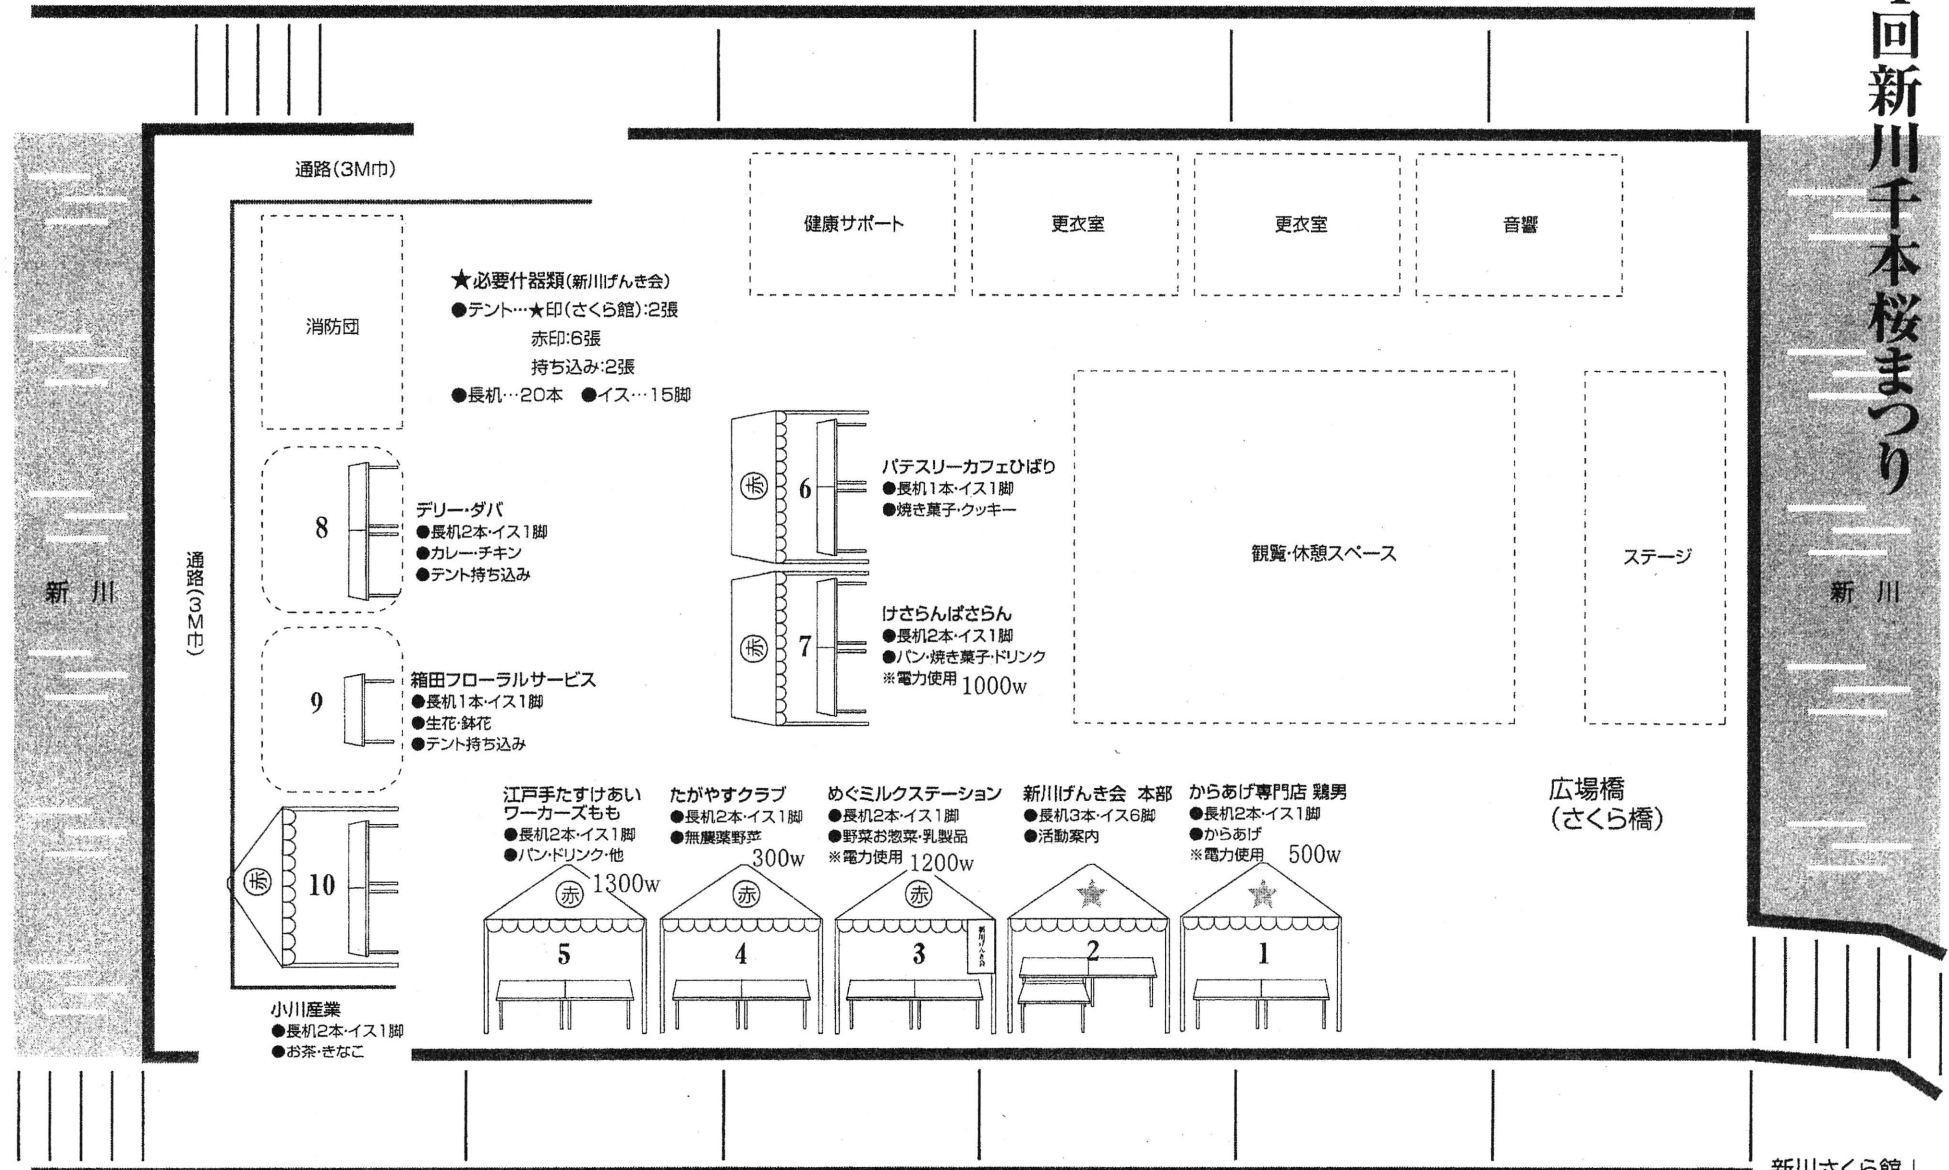 回新川千本桜まつり
通路(3M巾)
健康サポート
更衣室
更衣室
音響
消防団
★必要什器類(新川げんき会)
●テント…★印(さくら館):2張
赤印:6張
持ち込み:2張
●長机…20本 ●イス…15脚
通路(3M巾)
新川
新川
8
デリー・ダバ
●長机2本・イス1脚
●カレー・チキン
●テント持ち込み
9
箱田フローラルサービス
●長机1本・イス1脚
●生花・鉢花
●テント持ち込み
赤
10
小川産業
●長机2本・イス1脚
●お茶・きなこ
赤
6
パテスリーカフェひばり
●長机1本・イス1脚
●焼き菓子・クッキー
赤
7
けさらんぱさらん
●長机2本・イス1脚
●パン・焼き菓子・ドリンク
※電力使用 1000w
観覧・休憩スペース
ステージ
広場橋
(さくら橋)
江戸手たすけあい
ワーカーズもも
●長机2本・イス1脚
●パン・ドリンク・他
1300w
赤
5
たがやすクラブ
●長机2本・イス1脚
●無農薬野菜
300w
赤
4
めぐミルクステーション
●長机2本・イス1脚
●野菜お惣菜・乳製品
※電力使用 1200w
赤
3
新川げんき会
新川げんき会 本部
●長机3本・イス6脚
●活動案内
★
2
からあげ専門店 鶏男
●長机2本・イス1脚
●からあげ
※電力使用 500w
★
1
新川さくら館